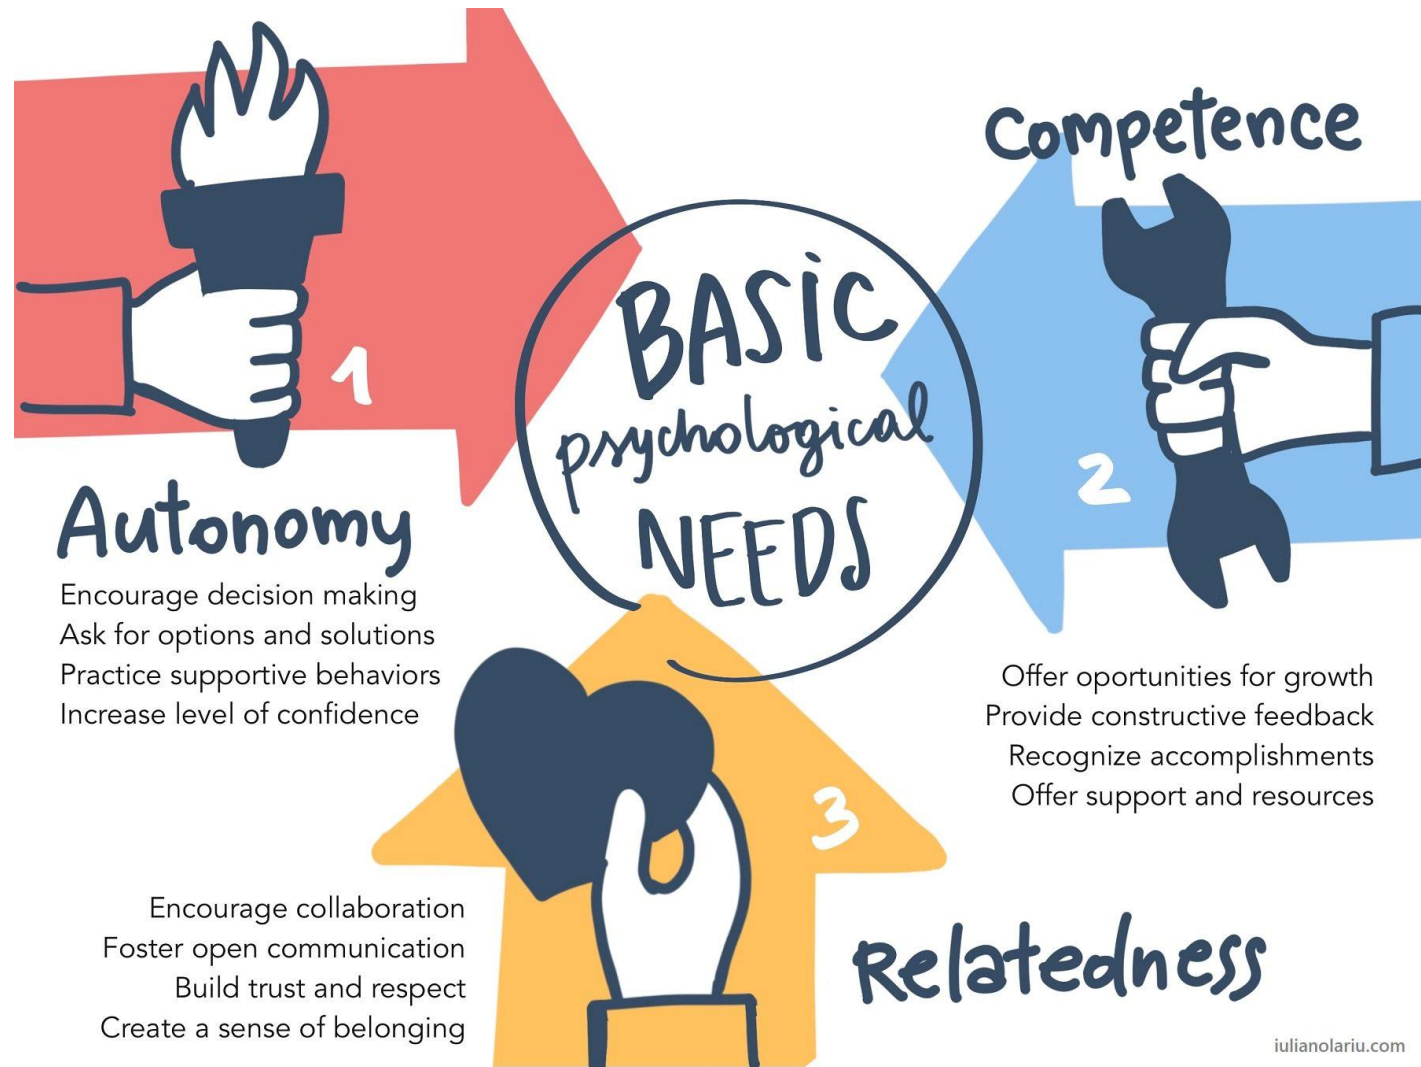 BASIC
psychological
NEEDS
1
Autonomy
Encourage decision making
Ask for options and solutions
Practice supportive behaviors
Increase level of confidence
Competence
2
Offer oportunities for growth
Provide constructive feedback
Recognize accomplishments
Offer support and resources
3
Relatedness
Encourage collaboration
Foster open communication
Build trust and respect
Create a sense of belonging
iulianolariu.com